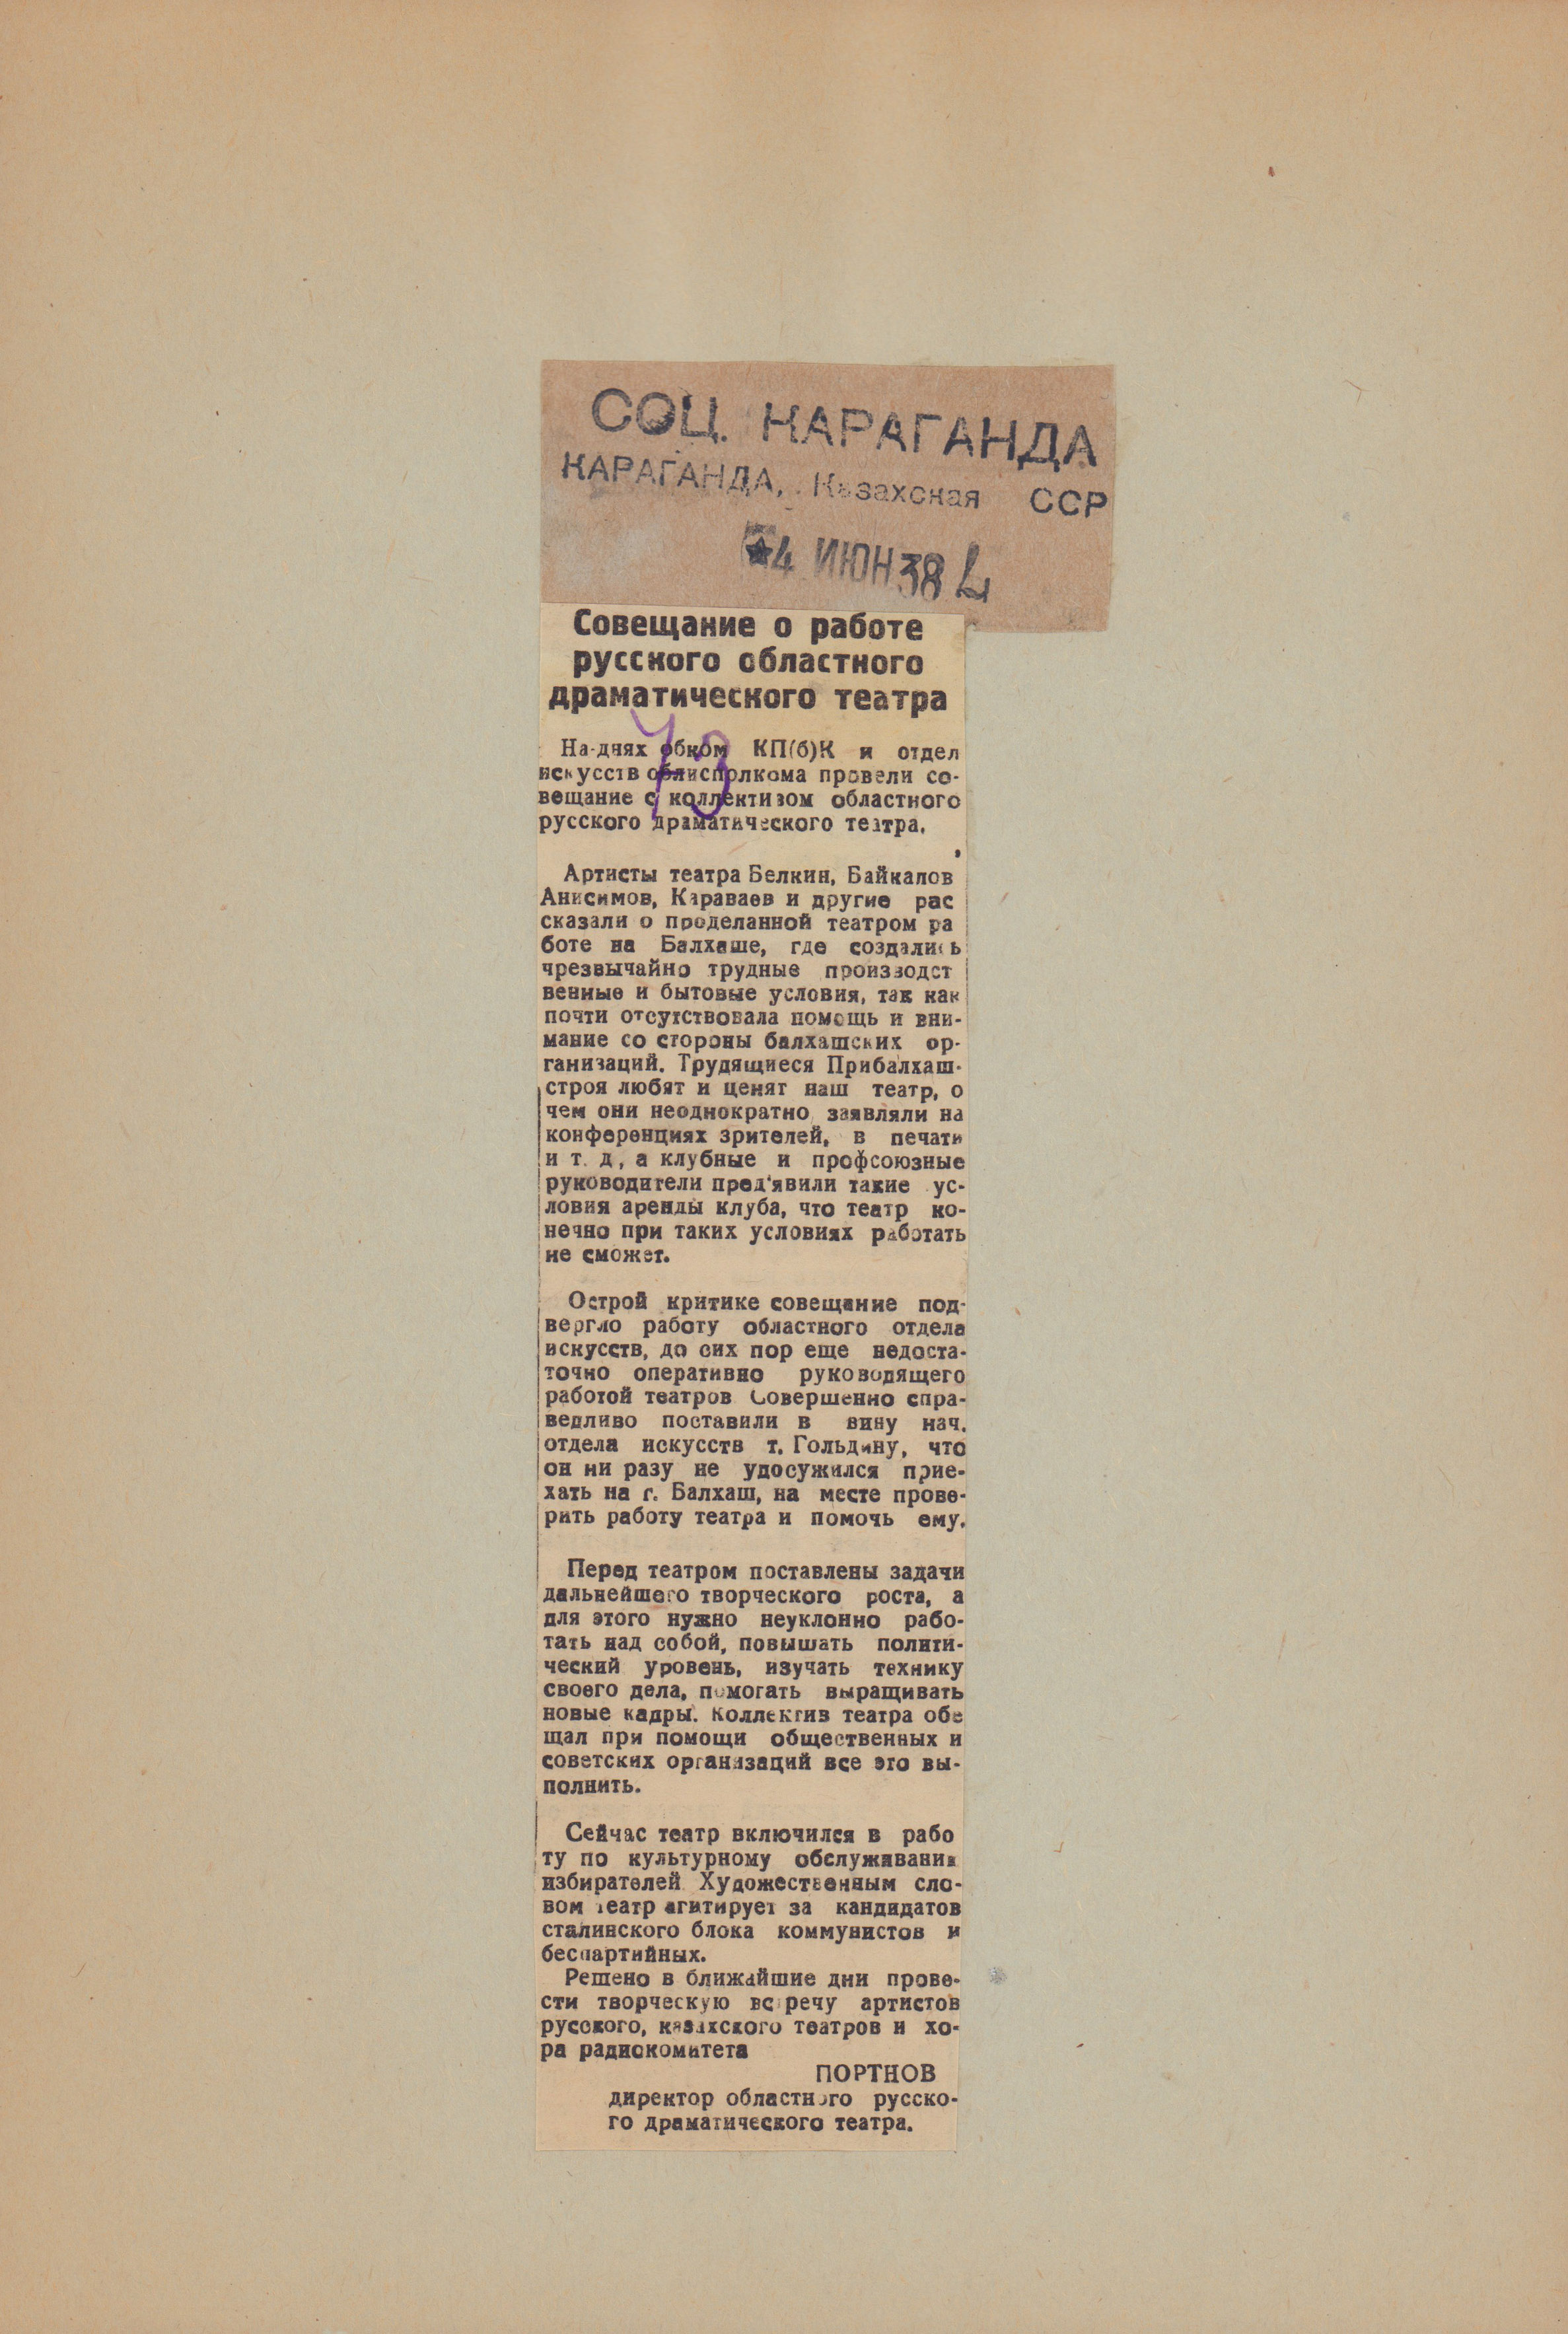 СОЦ. КАРАГАНДА
КАРАГАНДА, Казахская ССР
★4 ИЮН 38
Совещание о работе
русского областного
драматического театра
На-днях обком КП(б)К и отдел
искусств облисполкома провели со-
вещание с коллективом областного
русского драматического театра.
Артисты театра Белкин, Байкалов
Анисимов, Караваев и другие рас
сказали о проделанной театром ра
боте на Балхаше, где создались
чрезвычайно трудные производст
венные и бытовые условия, так как
почти отсутствовала помощь и вни-
мание со стороны балхашских ор-
ганизаций. Трудящиеся Прибалхаш-
строя любят и ценят наш театр, о
чем они неоднократно заявляли на
конференциях зрителей, в печати
и т. д, а клубные и профсоюзные
руководители пред'явили такие ус-
ловия аренды клуба, что театр ко-
нечно при таких условиях работать
не сможет.
Острой критике совещание под-
вергло работу областного отдела
искусств, до сих пор еще недоста-
точно оперативно руководящего
работой театров Совершенно спра-
ведливо поставили в вину нач.
отдела искусств т. Гольдину, что
он ни разу не удосужился прие-
хать на г. Балхаш, на месте прове-
рить работу театра и помочь ему.
Перед театром поставлены задачи
дальнейшего творческого роста, а
для этого нужно неуклонно рабо-
тать над собой, повышать полити-
ческий уровень, изучать технику
своего дела, помогать выращивать
новые кадры. Коллектив театра обе
щал при помощи общественных и
советских организаций все это вы-
полнить.
Сейчас театр включился в рабо
ту по культурному обслуживания
избирателей Художественным сло-
вом театр агитирует за кандидатов
сталинского блока коммунистов и
беспартийных.
Решено в ближайшие дни прове-
сти творческую встречу артистов
русского, казахского театров и хо-
ра радиокомитета
ПОРТНОВ
директор областного русско-
го драматического театра.